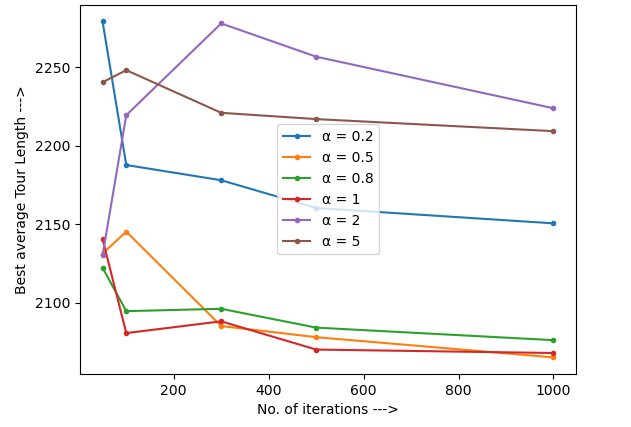 Best average Tour Length --->
2250
2200
2150
2100
α = 0.2
α = 0.5
α = 0.8
α = 1
α = 2
α = 5
200 400 600 800 1000
No. of iterations --->